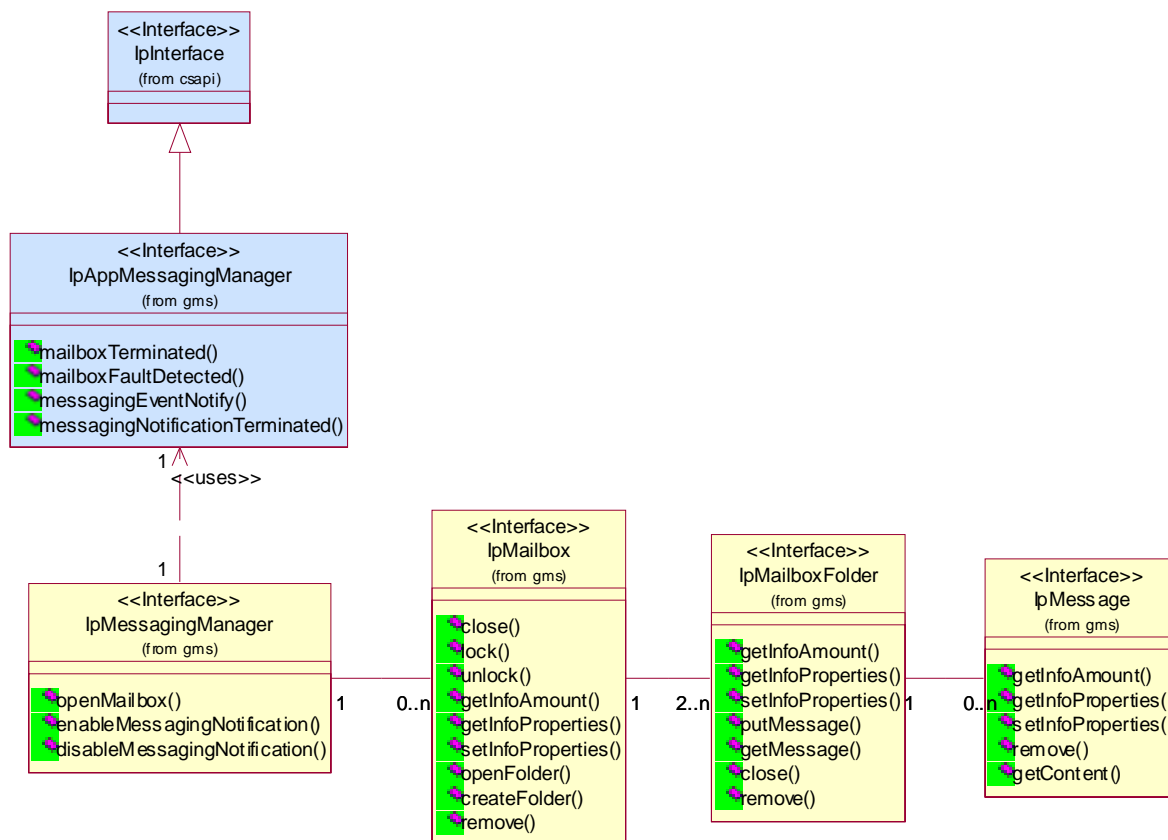 <<Interface>>
IpInterface
(from csapi)
<<Interface>>
IpAppMessagingManager
(from gms)
mailboxTerminated()
mailboxFaultDetected()
messagingEventNotify()
messagingNotificationTerminated()
1
<<uses>>
1
<<Interface>>
IpMessagingManager
(from gms)
openMailbox()
enableMessagingNotification()
disableMessagingNotification()
1
0..n
<<Interface>>
IpMailbox
(from gms)
close()
lock()
unlock()
getInfoAmount()
getInfoProperties()
setInfoProperties()
openFolder()
createFolder()
remove()
1
2..n
<<Interface>>
IpMailboxFolder
(from gms)
getInfoAmount()
getInfoProperties()
setInfoProperties()
putMessage()
getMessage()
close()
remove()
1
0..n
<<Interface>>
IpMessage
(from gms)
getInfoAmount()
getInfoProperties(
setInfoProperties(
remove()
getContent()